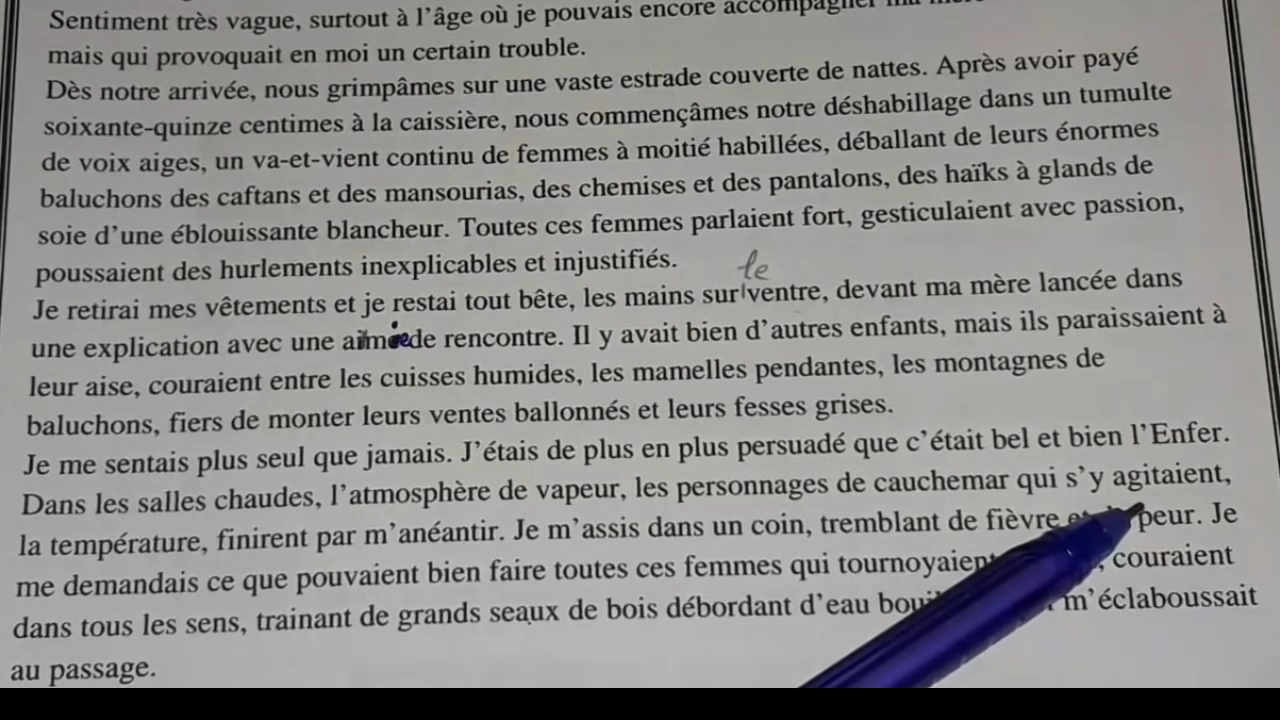 Sentiment très vague, surtout à l'âge où je pouvais encore accompagner ma
mais qui provoquait en moi un certain trouble.
Dès notre arrivée, nous grimpâmes sur une vaste estrade couverte de nattes. Après avoir payé
soixante-quinze centimes à la caissière, nous commençâmes notre déshabillage dans un tumulte
de voix aiges, un va-et-vient continu de femmes à moitié habillées, déballant de leurs énormes
baluchons des caftans et des mansourias, des chemises et des pantalons, des haïks à glands de
soie d'une éblouissante blancheur. Toutes ces femmes parlaient fort, gesticulaient avec passion,
poussaient des hurlements inexplicables et injustifiés.
Je retirai mes vêtements et je restai tout bête, les mains sur le ventre, devant ma mère lancée dans
une explication avec une de rencontre. Il y avait bien d'autres enfants, mais ils paraissaient à
leur aise, couraient entre les cuisses humides, les mamelles pendantes, les montagnes de
baluchons, fiers de monter leurs ventes ballonnés et leurs fesses grises.
Je me sentais plus seul que jamais. J'étais de plus en plus persuadé que c'était bel et bien l'Enfer.
Dans les salles chaudes, l'atmosphère de vapeur, les personnages de cauchemar qui s'y agitaient,
la température, finirent par m'anéantir. Je m'assis dans un coin, tremblant de fièvre et peur. Je
me demandais ce que pouvaient bien faire toutes ces femmes qui tournoyaient , couraient
dans tous les sens, trainant de grands seaux de bois débordant d'eau m'éclaboussait
au passage.